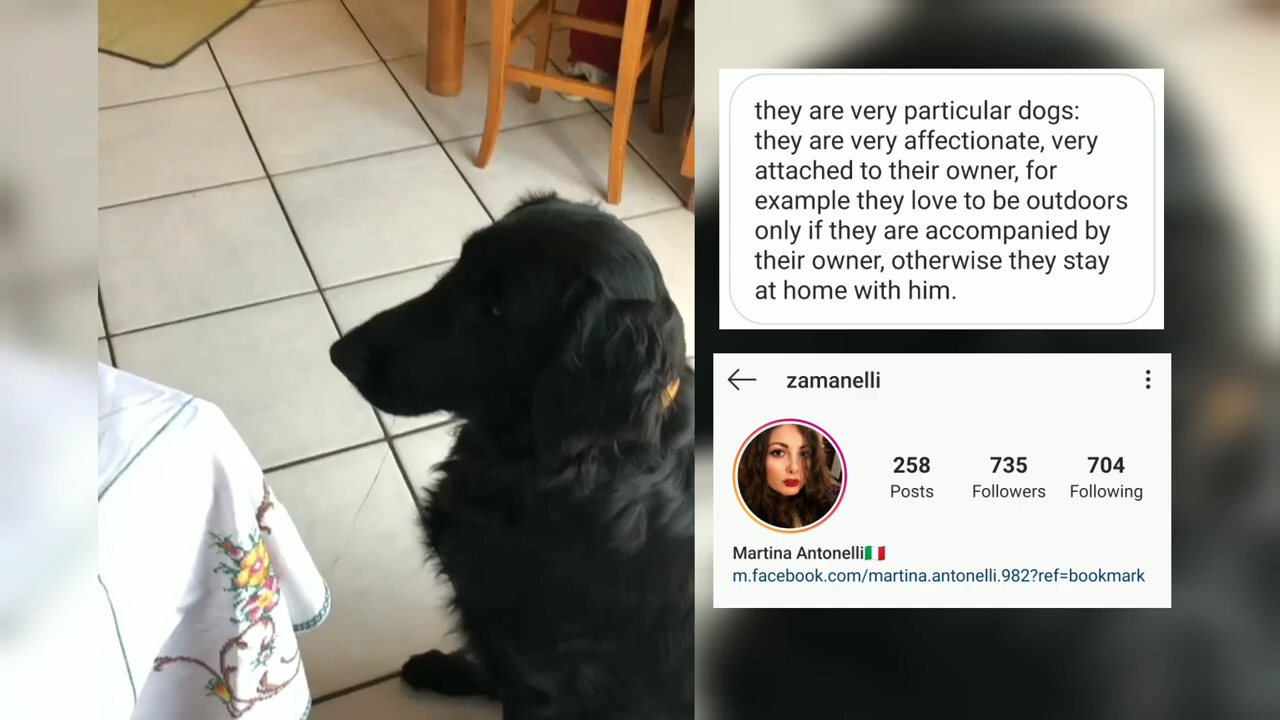 they are very particular dogs:
they are very affectionate, very
attached to their owner, for
example they love to be outdoors
only if they are accompanied by
their owner, otherwise they stay
at home with him.
zamanelli
258 735 704
Posts Followers Following
Martina Antonelli🇮🇹
m.facebook.com/martina.antonelli.982?ref=bookmark